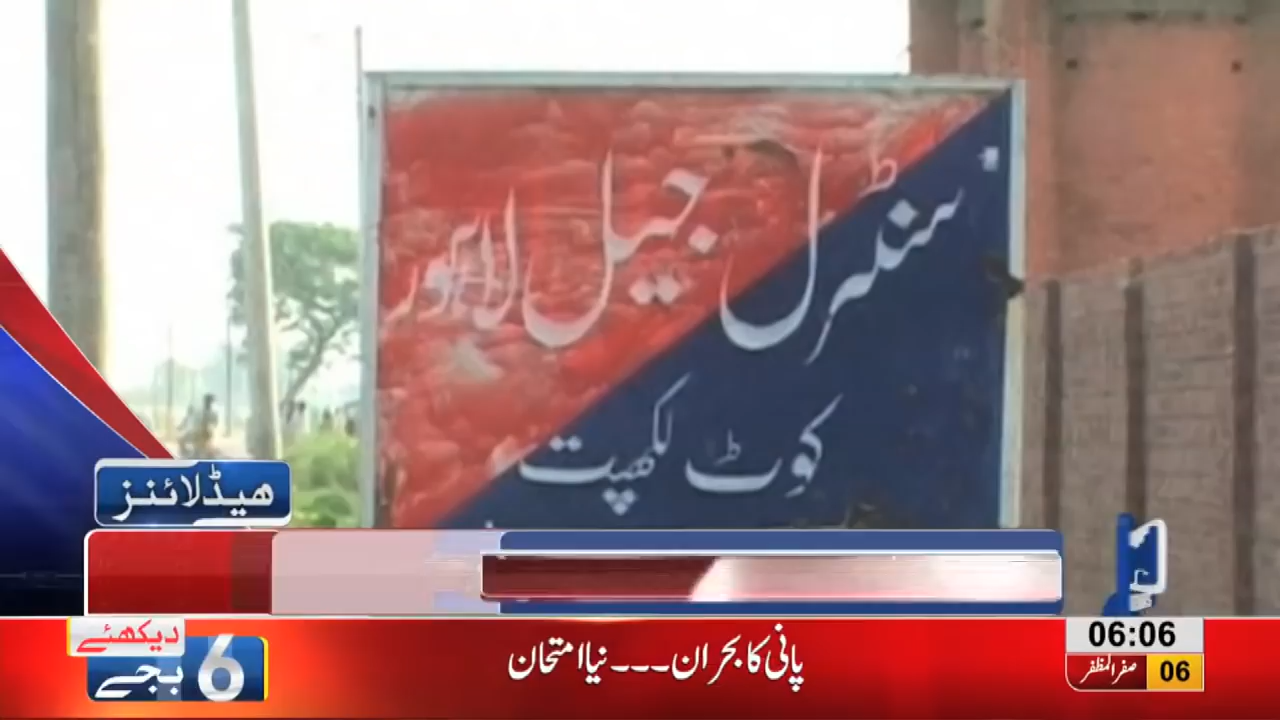 سنٹرل جیل لاہور
کوٹ لکھپت
ہیڈلائنز
دیکھئے
6 بجے
پانی کا بحران۔۔۔نیا امتحان
06:06
صفر المظفر 06